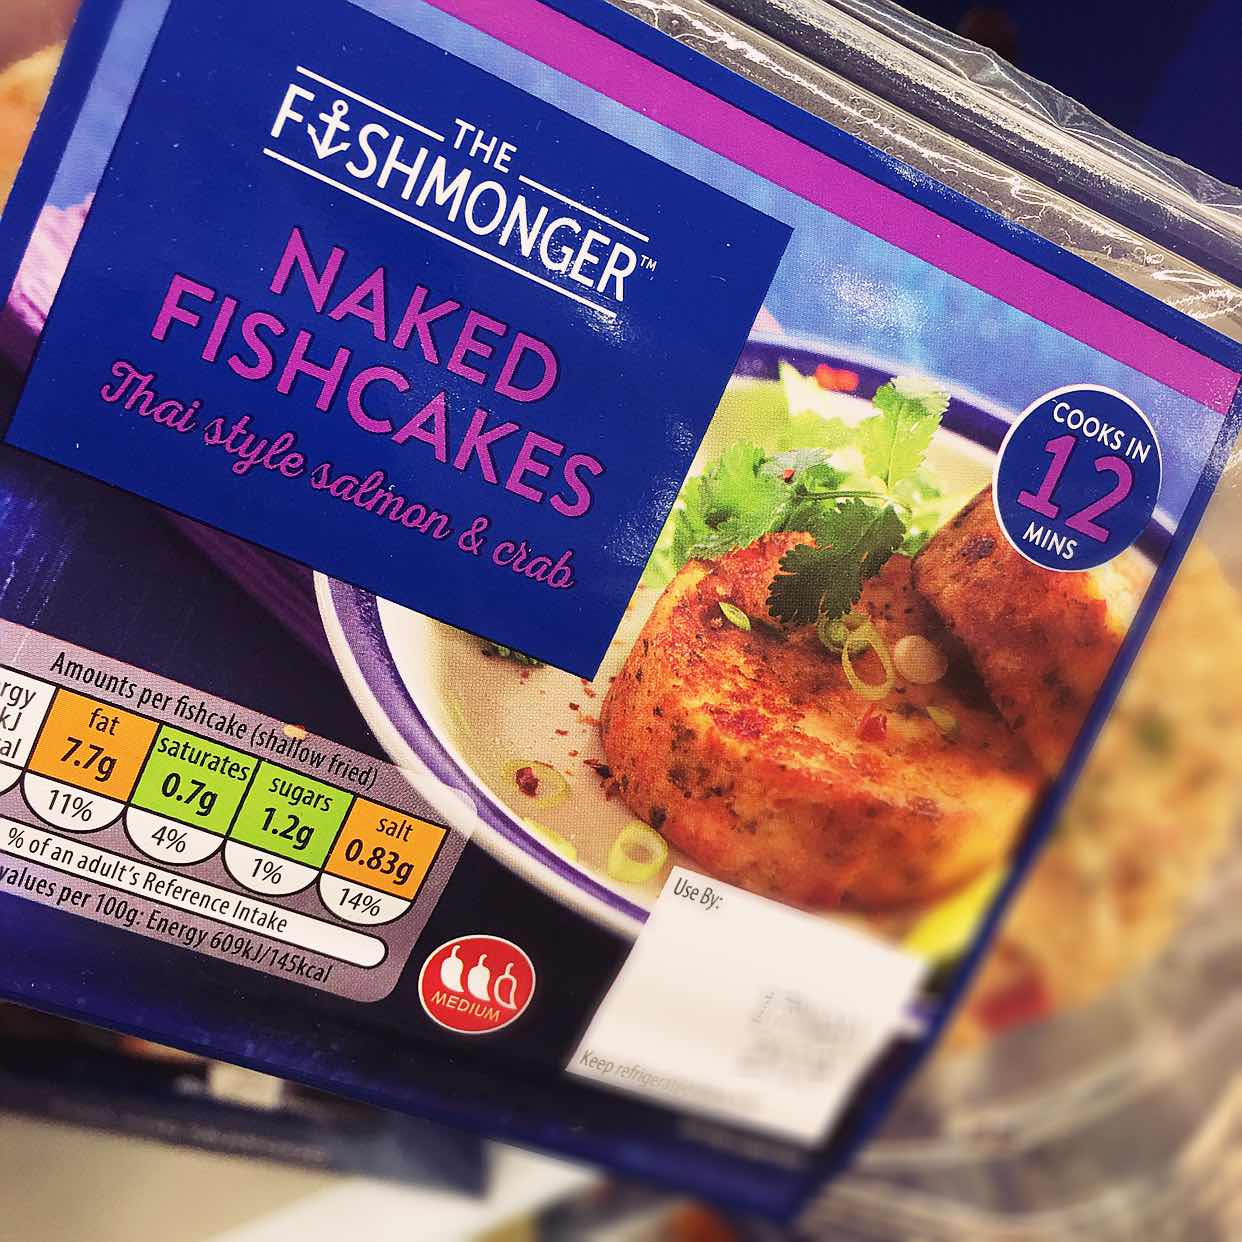 THE
FISHMONGER™
NAKED
FISHCAKES
Thai style salmon & crab
COOKS IN
12
MINS
Amounts per fishcake (shallow fried)
fat
7.7g
11%
saturates
0.7g
4%
sugars
1.2g
1%
salt
0.83g
14%
% of an adult's Reference Intake
values per 100g: Energy 609kJ/145kcal
MEDIUM
Use By:
Keep